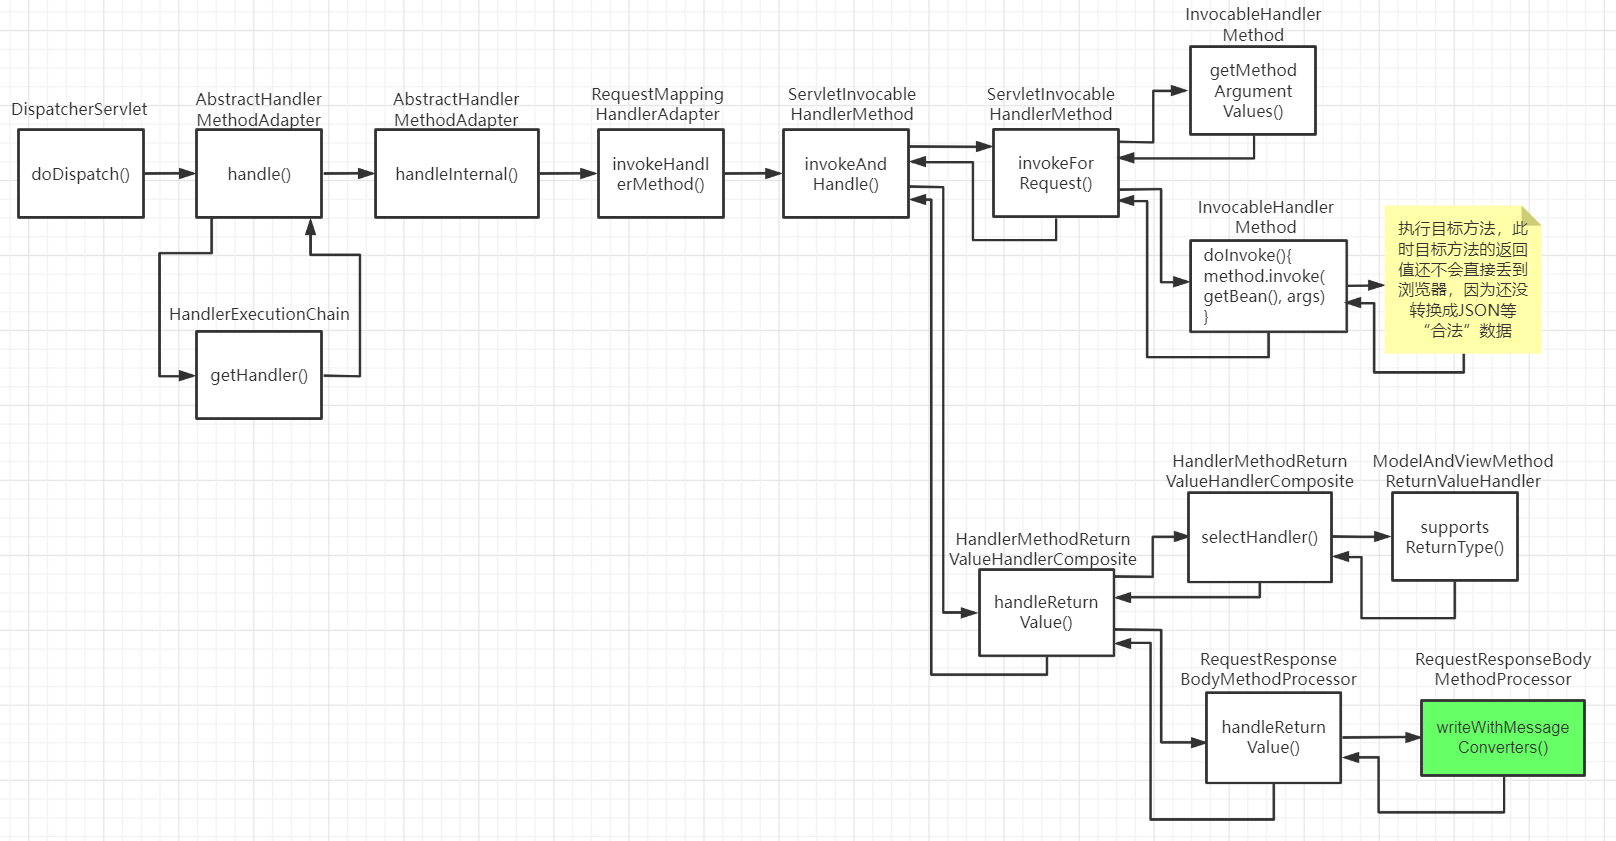 DispatcherServlet
doDispatch()
AbstractHandler
MethodAdapter
handle()
HandlerExecutionChain
getHandler()
AbstractHandler
MethodAdapter
handleInternal()
RequestMapping
HandlerAdapter
invokeHandl
erMethod()
ServletInvocable
HandlerMethod
invokeAnd
Handle()
ServletInvocable
HandlerMethod
invokeFor
Request()
InvocableHandler
Method
getMethod
Argument
Values()
InvocableHandler
Method
doInvoke(){
method.invoke(
getBean(), args)
}
执行目标方法，此
时目标方法的返回
值还不会直接丢到
浏览器，因为还没
转换成JSON等
“合法”数据
HandlerMethodReturn
ValueHandlerComposite
handleReturn
Value()
HandlerMethodReturn
ValueHandlerComposite
selectHandler()
ModelAndViewMethod
ReturnValueHandler
supports
ReturnType()
RequestResponse
BodyMethodProcessor
handleReturn
Value()
RequestResponseBody
MethodProcessor
writeWithMessage
Converters()